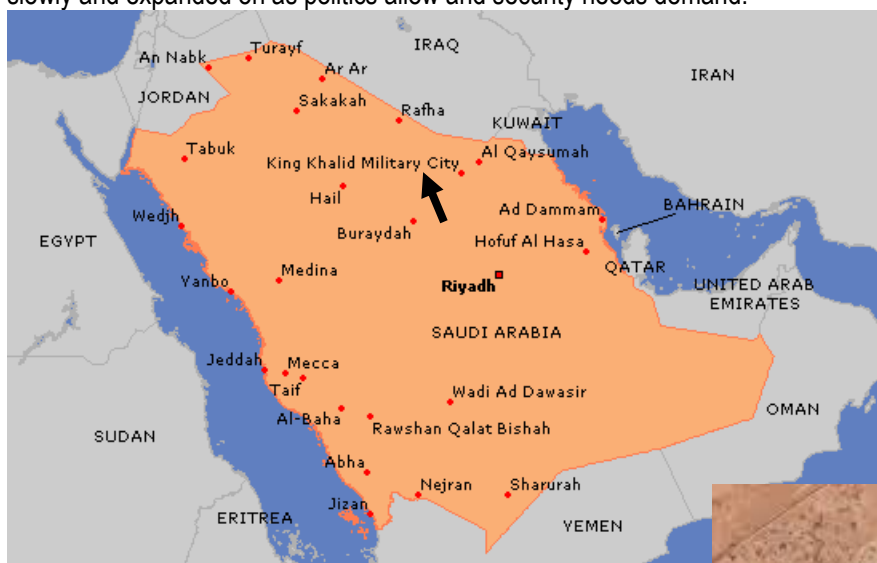 slowly and expanded on as politics allow and security needs demand.
IRAQ
Turayf
An Nabk
Ar Ar
IRAN
JORDAN
Sakakah
Rafha
KUWAIT
Tabuk
King Khalid Military City
Al Qaysumah
Hail
Wedjh
Ad Dammam
BAHRAIN
Buraydah
EGYPT
Hofuf Al Hasa
QATAR
Medina
Yanbo
Riyadh
UNITED ARAB
EMIRATES
SAUDI ARABIA
Jeddah
Mecca
Taif
Wadi Ad Dawasir
OMAN
Al-Baha
Rawshan Qalat Bishah
SUDAN
Abha
Nejran
Sharurah
Jizan
ERITREA
YEMEN